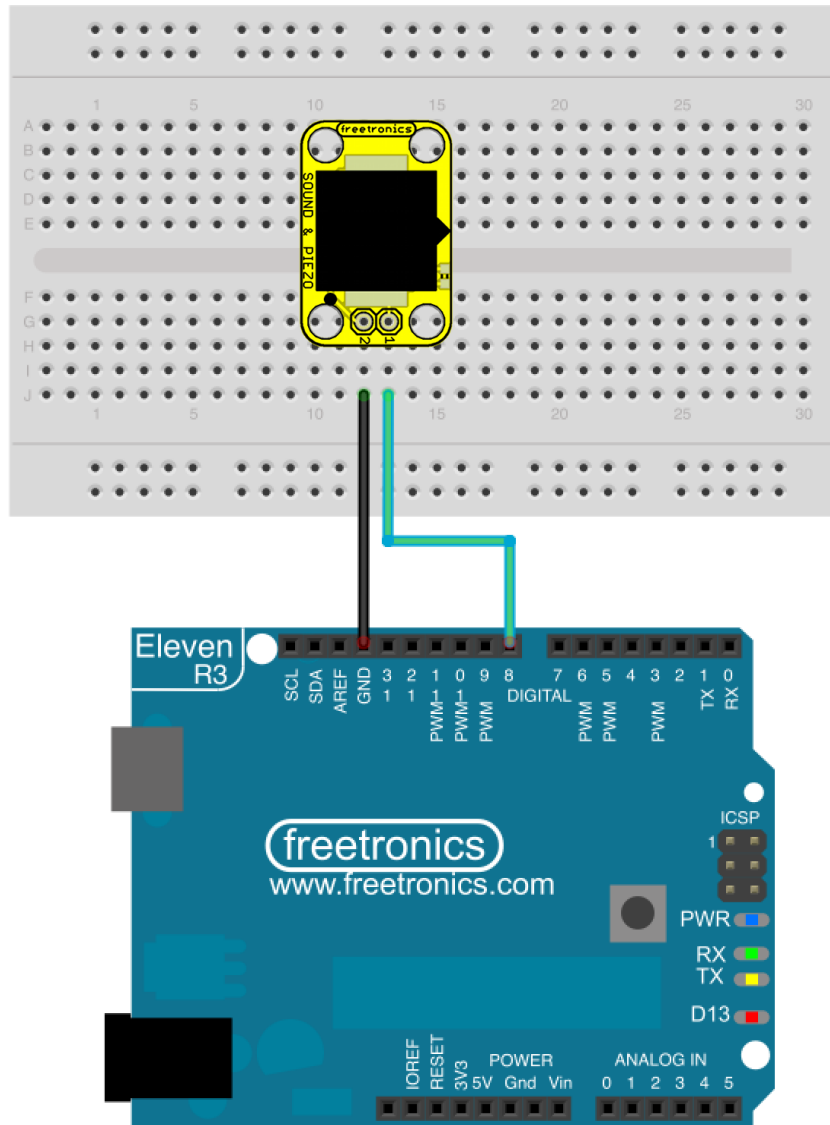 1 5 10 15 20 25 30
A
B
C
D
E
F
G
H
I
J
freetronics
SOUND & PIEZO
2 1
1 5 10 15 20 25 30
Eleven
R3
SCL
SDA
AREF
GND
13
12
PWM 11
PWM 10
PWM 9
8
DIGITAL
7
PWM 6
PWM 5
4
PWM 3
2
TX 1
RX 0
freetronics
www.freetronics.com
ICSP
1
PWR
RX
TX
D13
POWER
IOREF
RESET
3V3
5V Gnd Vin
ANALOG IN
0 1 2 3 4 5